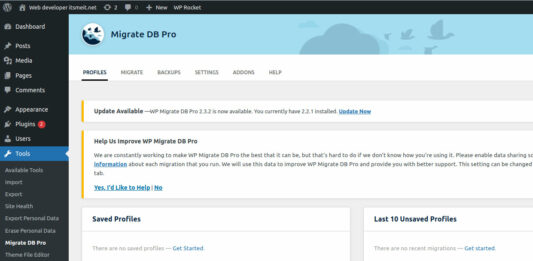 Web developer itsmeit.net
2
0
New
WP Rocket
Dashboard
Posts
Media
Pages
Comments
Appearance
Plugins 2
Users
Tools
Available Tools
Import
Export
Site Health
Export Personal Data
Erase Personal Data
Migrate DB Pro
Theme File Editor
Migrate DB Pro
PROFILES MIGRATE BACKUPS SETTINGS ADDONS HELP
Update Available —WP Migrate DB Pro 2.3.2 is now available. You currently have 2.2.1 installed. Update Now
Help Us Improve WP Migrate DB Pro
We are constantly working to make WP Migrate DB Pro the best that it can be, but that's hard to do if we don't know how you're using it. Please enable data sharing so
information about each migration that you run. We will use this data to improve WP Migrate DB Pro and provide you with better support. This setting can be changed
tab.
Yes, I'd Like to Help | No
Saved Profiles
There are no saved profiles — Get Started.
Last 10 Unsaved Profiles
There are no recent migrations — Get started.